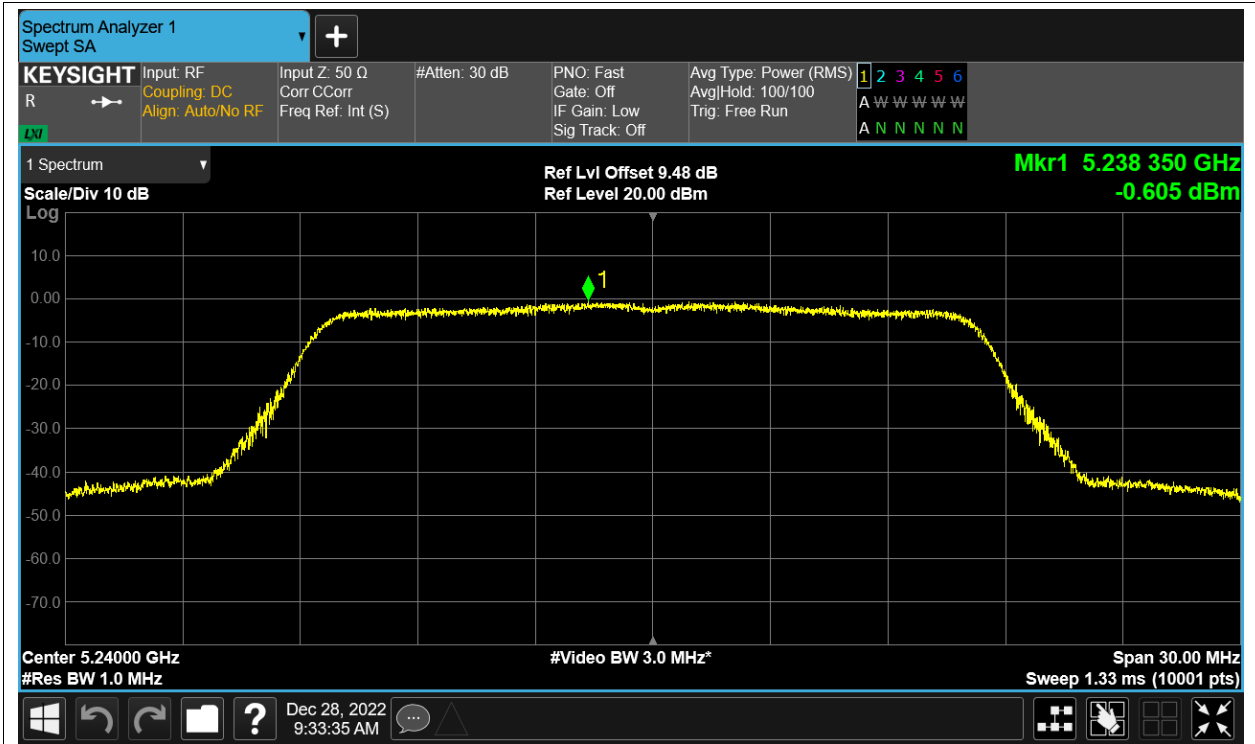 Spectrum Analyzer 1
Swept SA
KEYSIGHT
R
LXI
Input: RF
Coupling: DC
Align: Auto/No RF
Input Z: 50 Ω
Corr CCorr
Freq Ref: Int (S)
#Atten: 30 dB
PNO: Fast
Gate: Off
IF Gain: Low
Sig Track: Off
Avg Type: Power (RMS)
Avg|Hold: 100/100
Trig: Free Run
1 2 3 4 5 6
A W W W W W
A N N N N N
1 Spectrum
Scale/Div 10 dB
Log
Ref Lvl Offset 9.48 dB
Ref Level 20.00 dBm
Mkr1 5.238 350 GHz
-0.605 dBm
1
10.0
0.00
-10.0
-20.0
-30.0
-40.0
-50.0
-60.0
-70.0
Center 5.24000 GHz
#Res BW 1.0 MHz
#Video BW 3.0 MHz*
Span 30.00 MHz
Sweep 1.33 ms (10001 pts)
?
Dec 28, 2022
9:33:35 AM